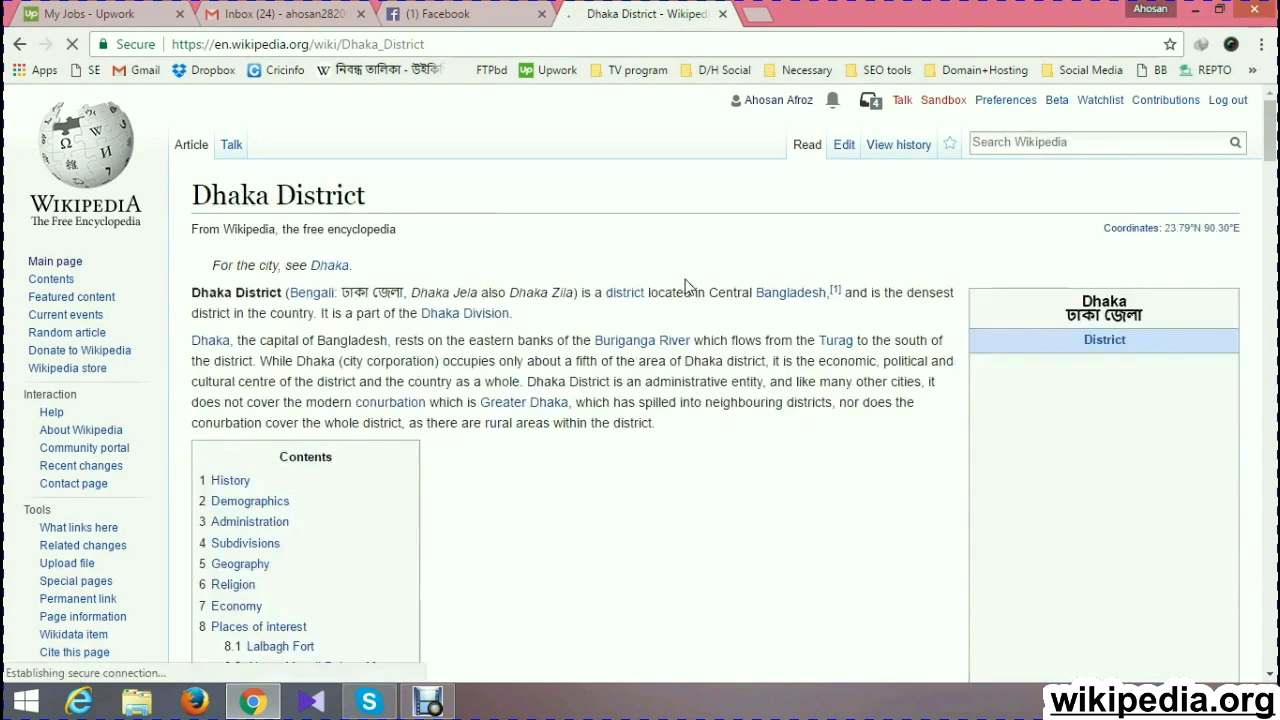 My Jobs - Upwork
Inbox (24) - ahosan2820
(1) Facebook
Dhaka District - Wikiped
Ahosan
Secure
https://en.wikipedia.org/wiki/Dhaka_District
Apps
SE
Gmail
Dropbox
Cricinfo
নিবন্ধ তালিকা - উইকি
FTPbd
Upwork
TV program
D/H Social
Necessary
SEO tools
Domain+Hosting
Social Media
BB
REPTO
»
Ahosan Afroz
4
Talk
Sandbox
Preferences
Beta
Watchlist
Contributions
Log out
WIKIPEDIA
The Free Encyclopedia
Article
Talk
Read
Edit
View history
Search Wikipedia
Dhaka District
From Wikipedia, the free encyclopedia
Coordinates: 23.79°N 90.30°E
For the city, see Dhaka.
Dhaka District (Bengali: ঢাকা জেলা, Dhaka Jela also Dhaka Zila) is a district located in Central Bangladesh,[1] and is the densest
district in the country. It is a part of the Dhaka Division.
Dhaka, the capital of Bangladesh, rests on the eastern banks of the Buriganga River which flows from the Turag to the south of
the district. While Dhaka (city corporation) occupies only about a fifth of the area of Dhaka district, it is the economic, political and
cultural centre of the district and the country as a whole. Dhaka District is an administrative entity, and like many other cities, it
does not cover the modern conurbation which is Greater Dhaka, which has spilled into neighbouring districts, nor does the
conurbation cover the whole district, as there are rural areas within the district.
Dhaka
ঢাকা জেলা
District
Contents
1 History
2 Demographics
3 Administration
4 Subdivisions
5 Geography
6 Religion
7 Economy
8 Places of interest
8.1 Lalbagh Fort
Main page
Contents
Featured content
Current events
Random article
Donate to Wikipedia
Wikipedia store
Interaction
Help
About Wikipedia
Community portal
Recent changes
Contact page
Tools
What links here
Related changes
Upload file
Special pages
Permanent link
Page information
Wikidata item
Cite this page
Establishing secure connection...
wikipedia.org